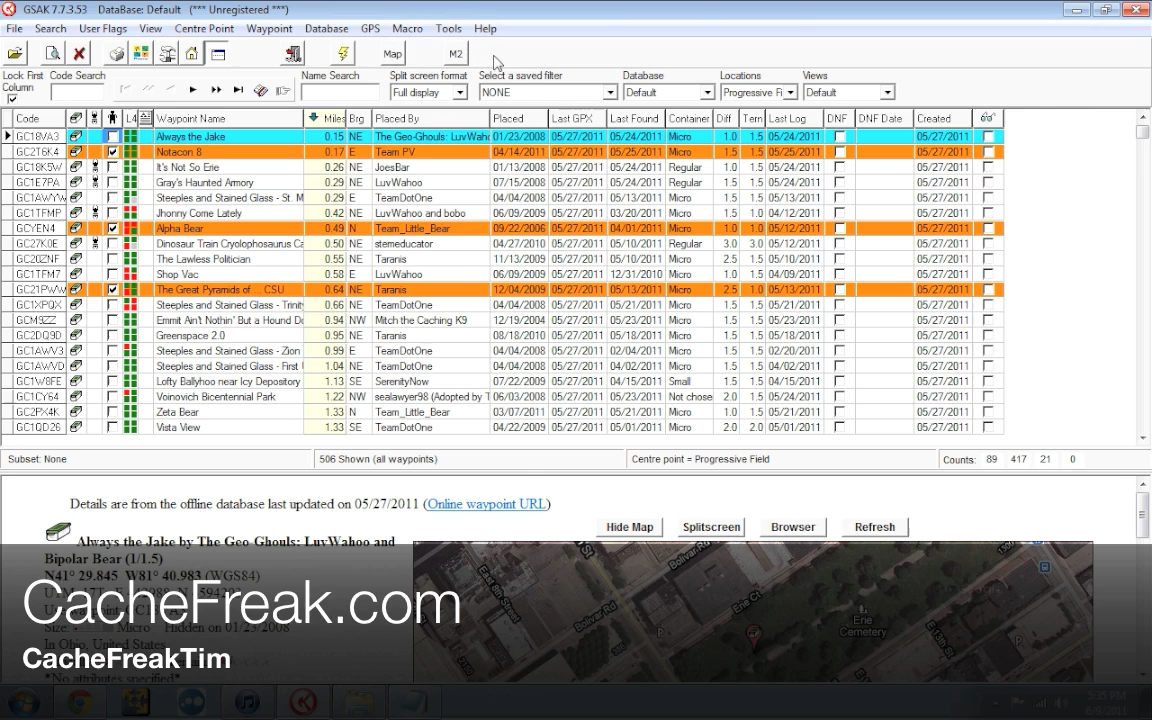 GSAK 7.7.3.53 DataBase: Default (*** Unregistered ***)
File Search User Flags View Centre Point Waypoint Database GPS Macro Tools Help
Map M2
Lock First Column Code Search Name Search Split screen format Select a saved filter Database Locations Views
Full display NONE Default Progressive Fi Default
Code L4 Waypoint Name Miles Brg Placed By Placed Last GPX Last Found Container Diff Terr Last Log DNF DNF Date Created
GC18VA3 Always the Jake 0.15 NE The Geo-Ghouls: LuvWaho 01/23/2008 05/27/2011 05/24/2011 Micro 1.0 1.5 05/24/2011 05/27/2011
GC2T6K4 Notacon 8 0.17 E Team PV 04/14/2011 05/27/2011 05/25/2011 Micro 1.5 1.5 05/25/2011 05/27/2011
GC18K5W It's Not So Erie 0.26 NE JoesBar 01/13/2008 05/27/2011 05/24/2011 Regular 1.5 1.5 05/24/2011 05/27/2011
GC1E7PA Gray's Haunted Armory 0.29 NE LuvWahoo 07/15/2008 05/27/2011 05/24/2011 Regular 1.5 1.5 05/24/2011 05/27/2011
GC1AWYW Steeples and Stained Glass - St. M 0.29 E TeamDotOne 04/04/2008 05/27/2011 05/13/2011 Micro 1.5 1.5 05/13/2011 05/27/2011
GC1TFMP Jhonny Come Lately 0.42 NE LuvWahoo and bobo 06/09/2009 05/27/2011 03/20/2011 Micro 1.5 1.0 04/12/2011 05/27/2011
GCYEN4 Alpha Bear 0.49 N Team_Little_Bear 09/22/2006 05/27/2011 04/01/2011 Micro 1.0 1.0 05/12/2011 05/27/2011
GC27K0E Dinosaur Train Cryolophosaurus Ca 0.50 NE stemeducator 04/27/2010 05/27/2011 05/10/2011 Regular 3.0 3.0 05/12/2011 05/27/2011
GC20ZNF The Lawless Politician 0.55 NE Taranis 11/13/2009 05/27/2011 05/10/2011 Micro 2.5 1.5 05/10/2011 05/27/2011
GC1TFM7 Shop Vac 0.58 E LuvWahoo 06/09/2009 05/27/2011 12/31/2010 Micro 1.0 1.5 04/09/2011 05/27/2011
GC21PWW The Great Pyramids of ... CSU 0.64 NE Taranis 12/04/2009 05/27/2011 05/13/2011 Micro 2.5 1.0 05/13/2011 05/27/2011
GC1XPQX Steeples and Stained Glass - Trinity 0.66 NE TeamDotOne 04/04/2008 05/27/2011 05/21/2011 Micro 1.5 1.5 05/21/2011 05/27/2011
GCM9ZZ Emmit Ain't Nothin' But a Hound Do 0.94 NW Mitch the Caching K9 12/19/2004 05/27/2011 05/23/2011 Micro 1.5 1.5 05/23/2011 05/27/2011
GC2DQ9D Greenspace 2.0 0.95 NE Taranis 08/18/2010 05/27/2011 05/18/2011 Micro 1.5 1.5 05/18/2011 05/27/2011
GC1AWV3 Steeples and Stained Glass - Zion 0.99 E TeamDotOne 04/04/2008 05/27/2011 02/04/2011 Micro 1.5 1.5 02/20/2011 05/27/2011
GC1AWVD Steeples and Stained Glass - First 1.04 NE TeamDotOne 04/04/2008 05/27/2011 04/02/2011 Micro 1.5 1.5 04/02/2011 05/27/2011
GC1W8FE Lofty Ballyhoo near Icy Depository 1.13 SE SerenityNow 07/22/2009 05/27/2011 04/15/2011 Small 2.5 1.5 04/15/2011 05/27/2011
GC1CY64 Voinovich Bicentennial Park 1.22 NW sealawyer98 (Adopted by T 06/03/2008 05/27/2011 05/23/2011 Not chose 2.0 1.5 05/24/2011 05/27/2011
GC2PX4K Zeta Bear 1.33 N Team_Little_Bear 03/07/2011 05/27/2011 05/21/2011 Micro 1.0 1.5 05/21/2011 05/27/2011
GC1QD26 Vista View 1.33 SE TeamDotOne 04/22/2009 05/27/2011 05/01/2011 Micro 2.0 2.0 05/01/2011 05/27/2011
Subset: None 506 Shown (all waypoints) Centre point = Progressive Field Counts: 89 417 21 0
Details are from the offline database last updated on 05/27/2011 (Online waypoint URL)
Hide Map Splitscreen Browser Refresh
Always the Jake by The Geo-Ghouls: LuvWahoo and
Bipolar Bear (1/1.5)
N41° 29.845 W81° 40.983 (WGS84)
Size: Micro Hidden on 01/23/2008
In Ohio, United States
*No attributes specified*
East 9th Street Bolivar Rd Bolivar Rd Erie Ct Erie Cemetery E 13th St
CacheFreak.com
CacheFreakTim
5:35 PM